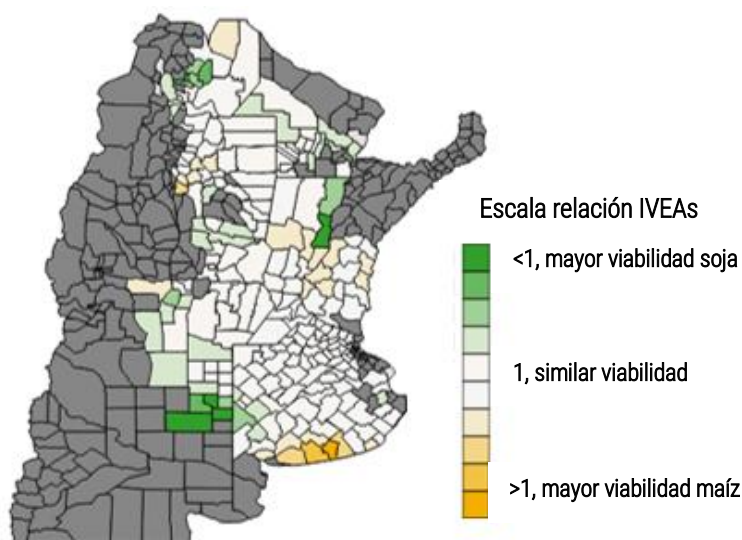 Escala relación IVEAs
<1, mayor viabilidad soja
1, similar viabilidad
>1, mayor viabilidad maíz